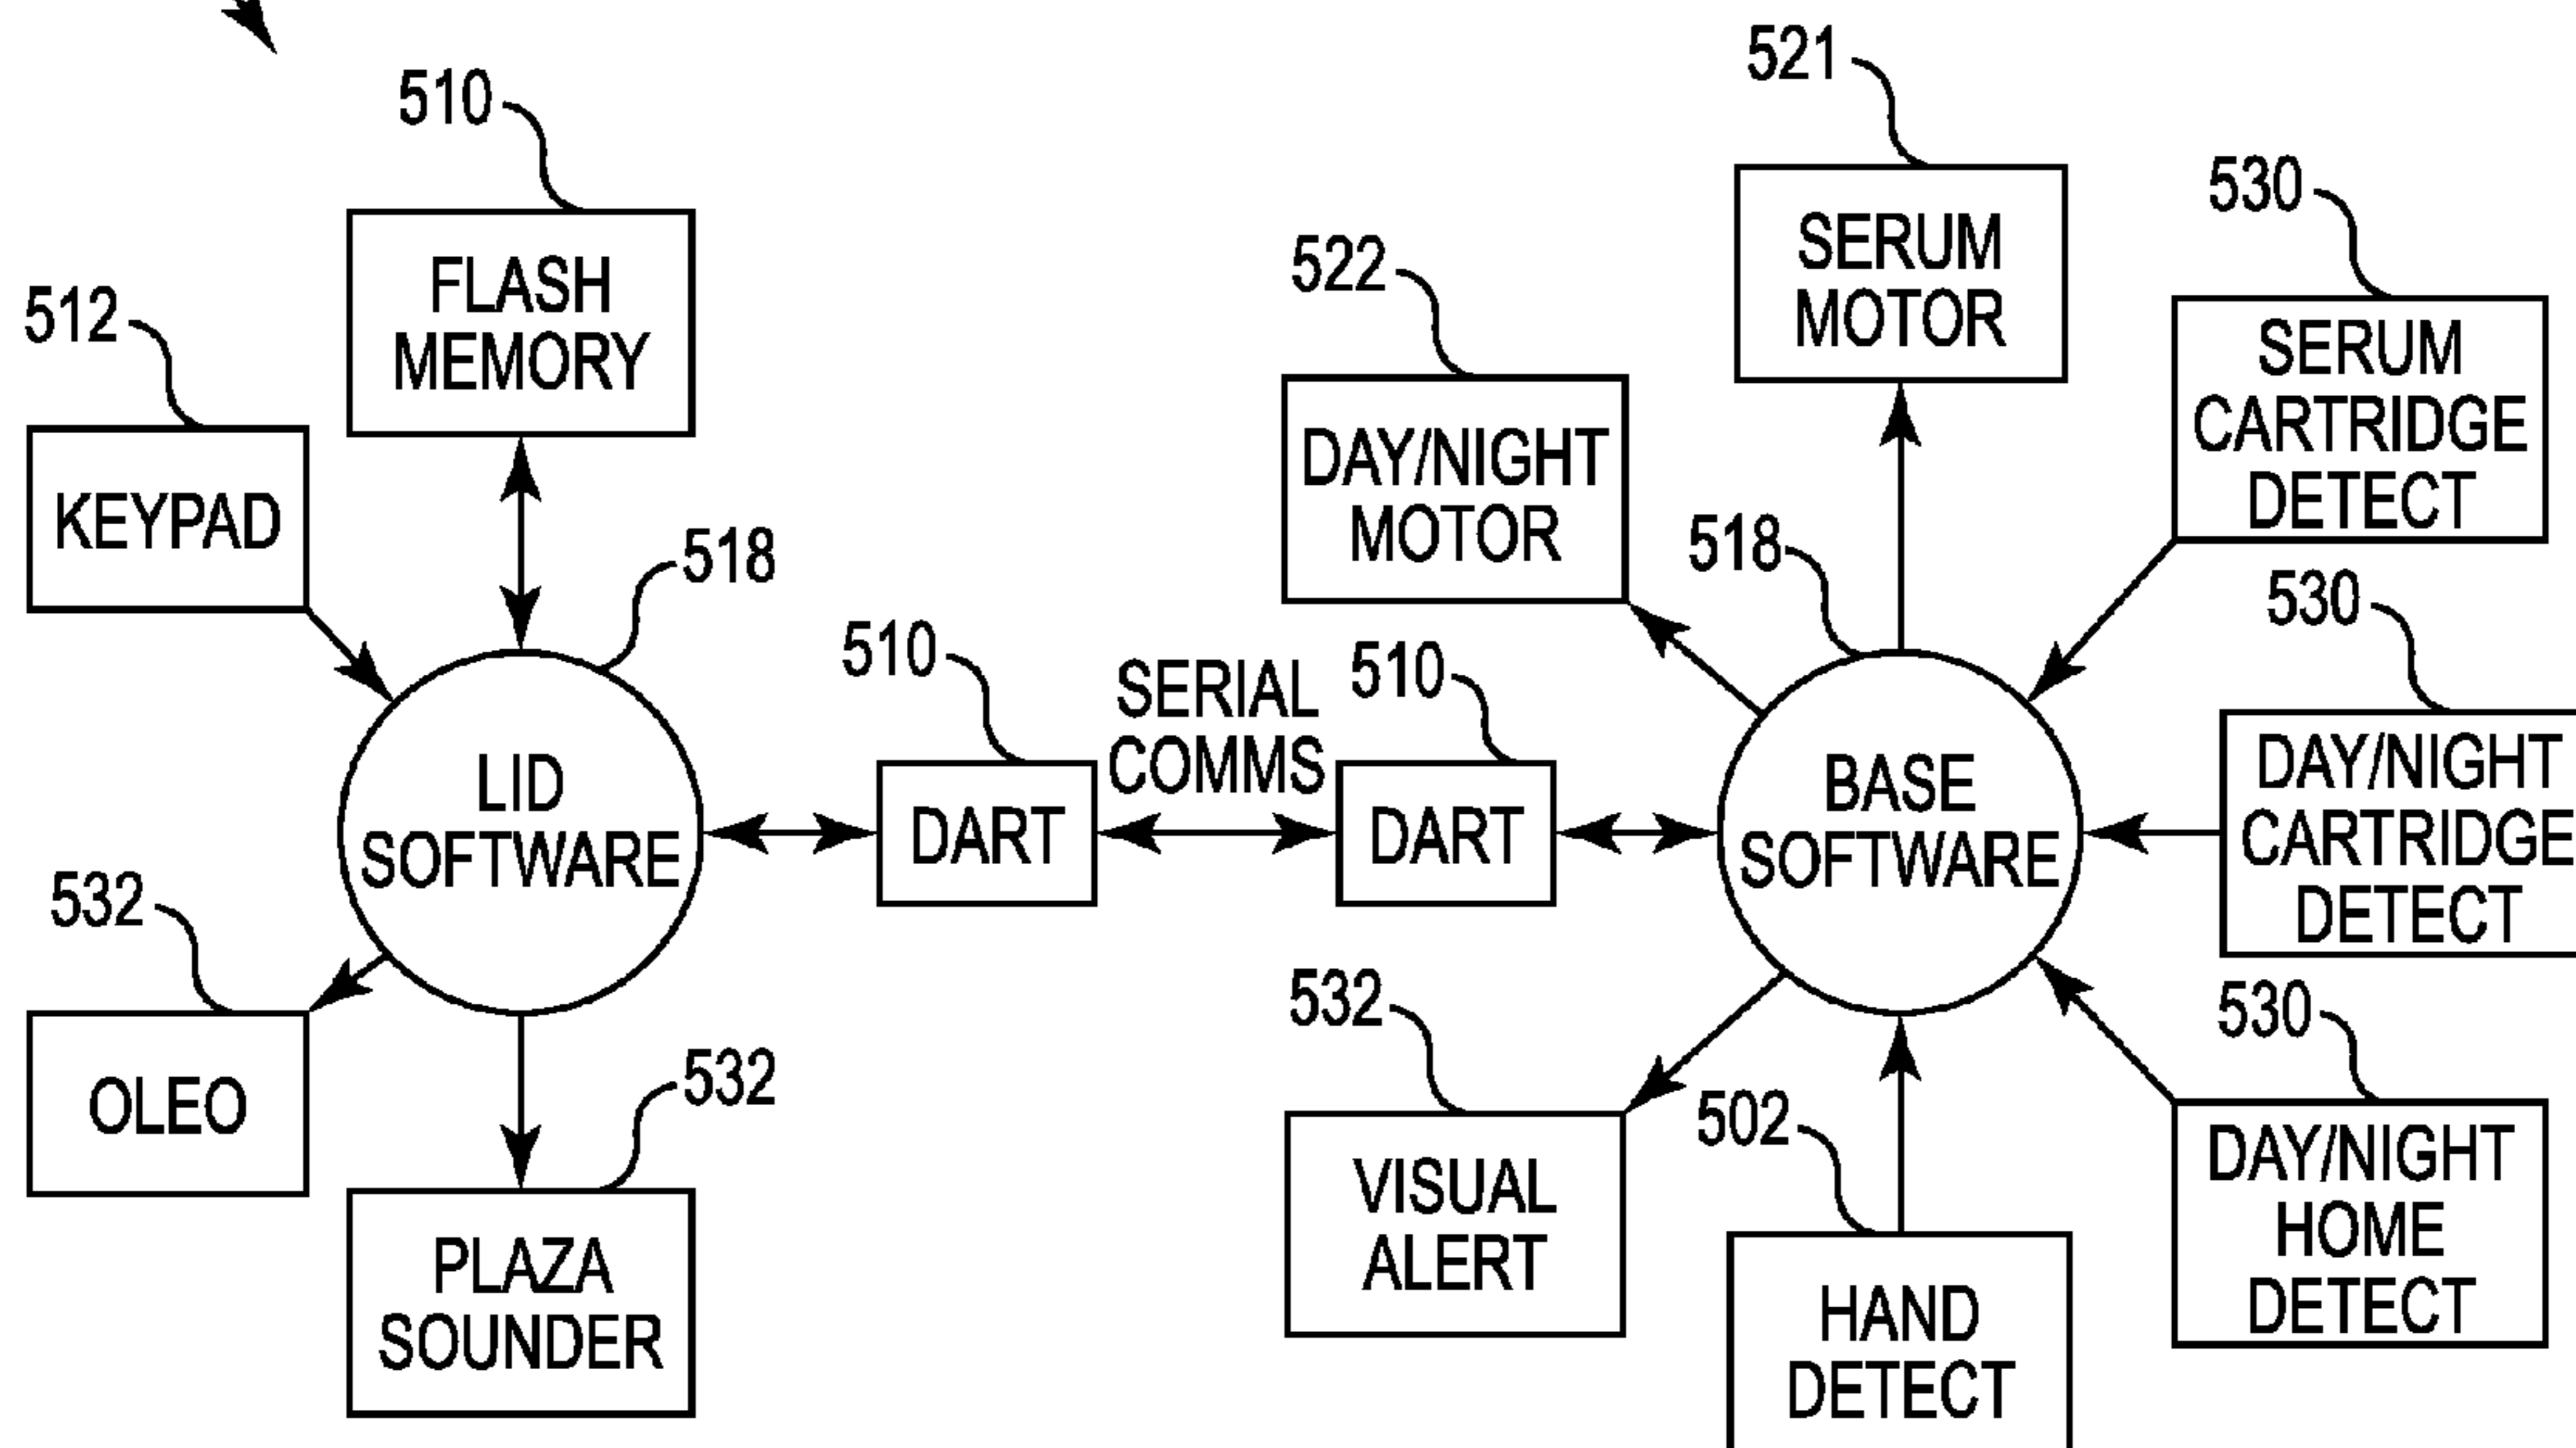 510
FLASH
MEMORY
512
KEYPAD
518
LID
SOFTWARE
532
OLEO
532
PLAZA
SOUNDER
510
DART
SERIAL
COMMS
510
DART
521
SERUM
MOTOR
522
DAY/NIGHT
MOTOR
518
BASE
SOFTWARE
530
SERUM
CARTRIDGE
DETECT
530
DAY/NIGHT
CARTRIDGE
DETECT
530
DAY/NIGHT
HOME
DETECT
532
VISUAL
ALERT
502
HAND
DETECT